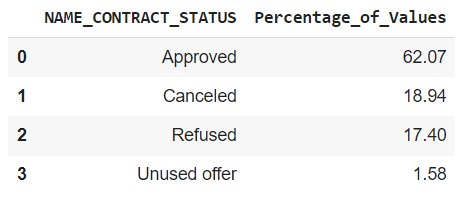 NAME_CONTRACT_STATUS Percentage_of_Values
0 Approved 62.07
1 Canceled 18.94
2 Refused 17.40
3 Unused offer 1.58